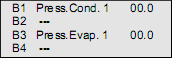 B1 Press.Cond. 1 00.0
B2 ---
B3 Press.Evap. 1 00.0
B4 ---